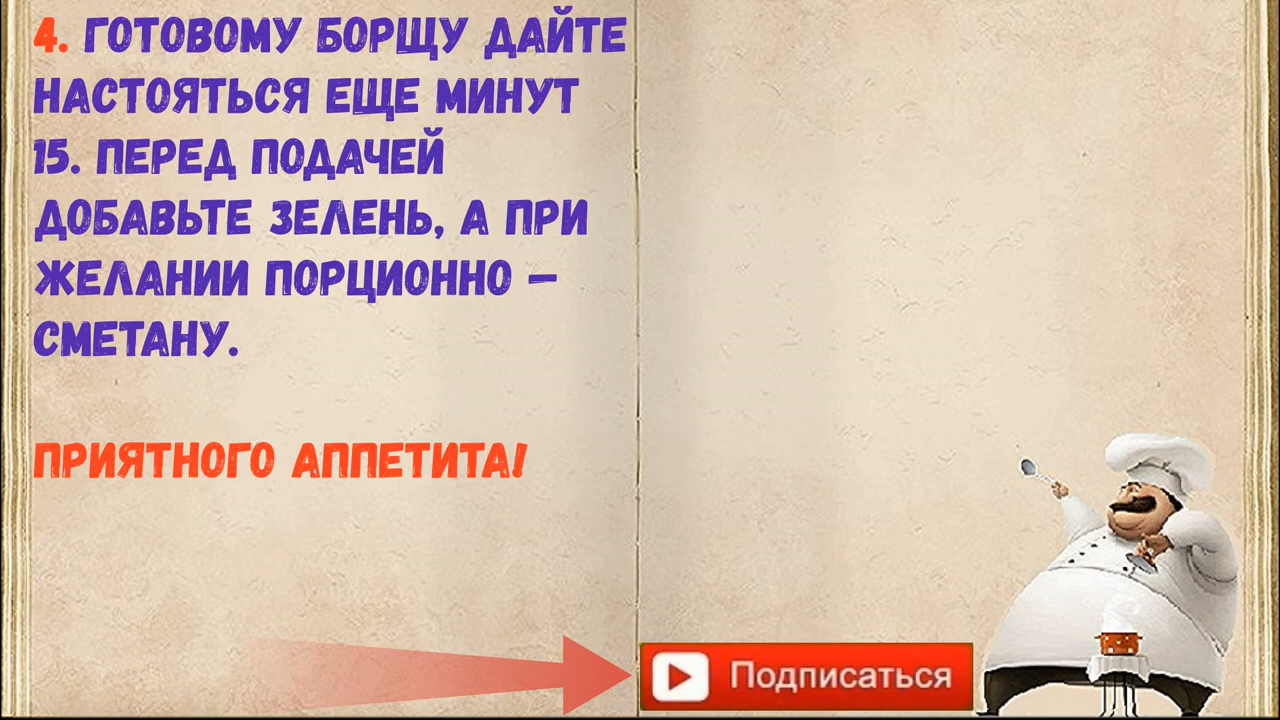 4. ГОТОВОМУ БОРЩУ ДАЙТЕ
НАСТОЯТЬСЯ ЕЩЕ МИНУТ
15. ПЕРЕД ПОДАЧЕЙ
ДОБАВЬТЕ ЗЕЛЕНЬ, А ПРИ
ЖЕЛАНИИ ПОРЦИОННО –
СМЕТАНУ.
ПРИЯТНОГО АППЕТИТА!
Подписаться